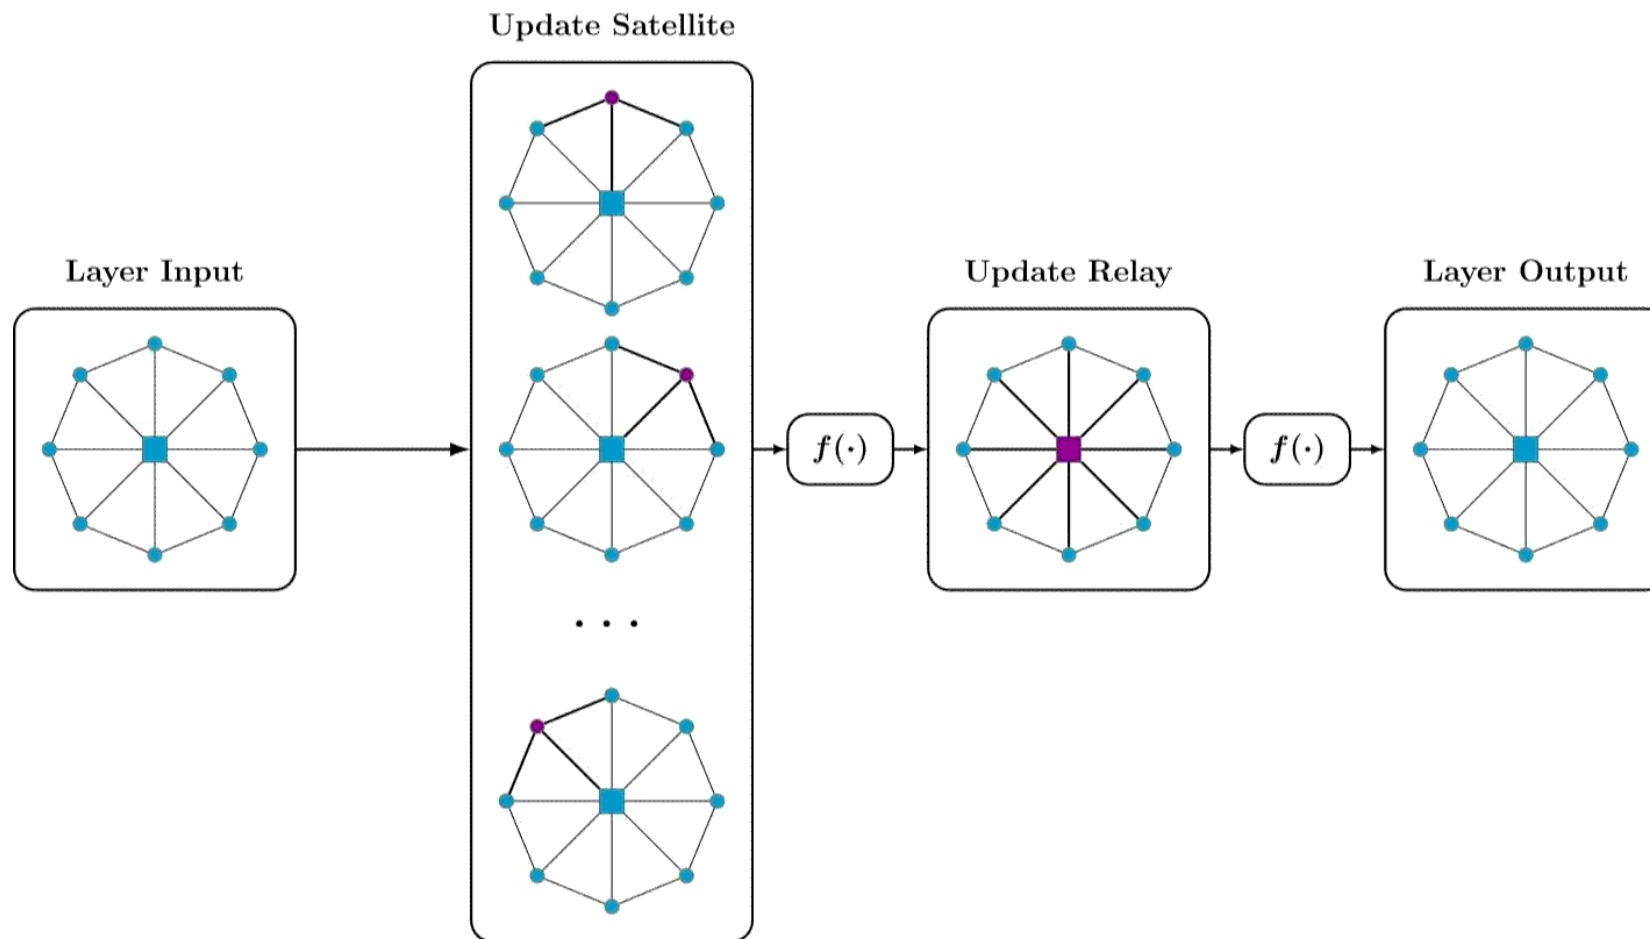 Update Satellite
Layer Input
Update Relay
Layer Output
f(·)
f(·)
. . .